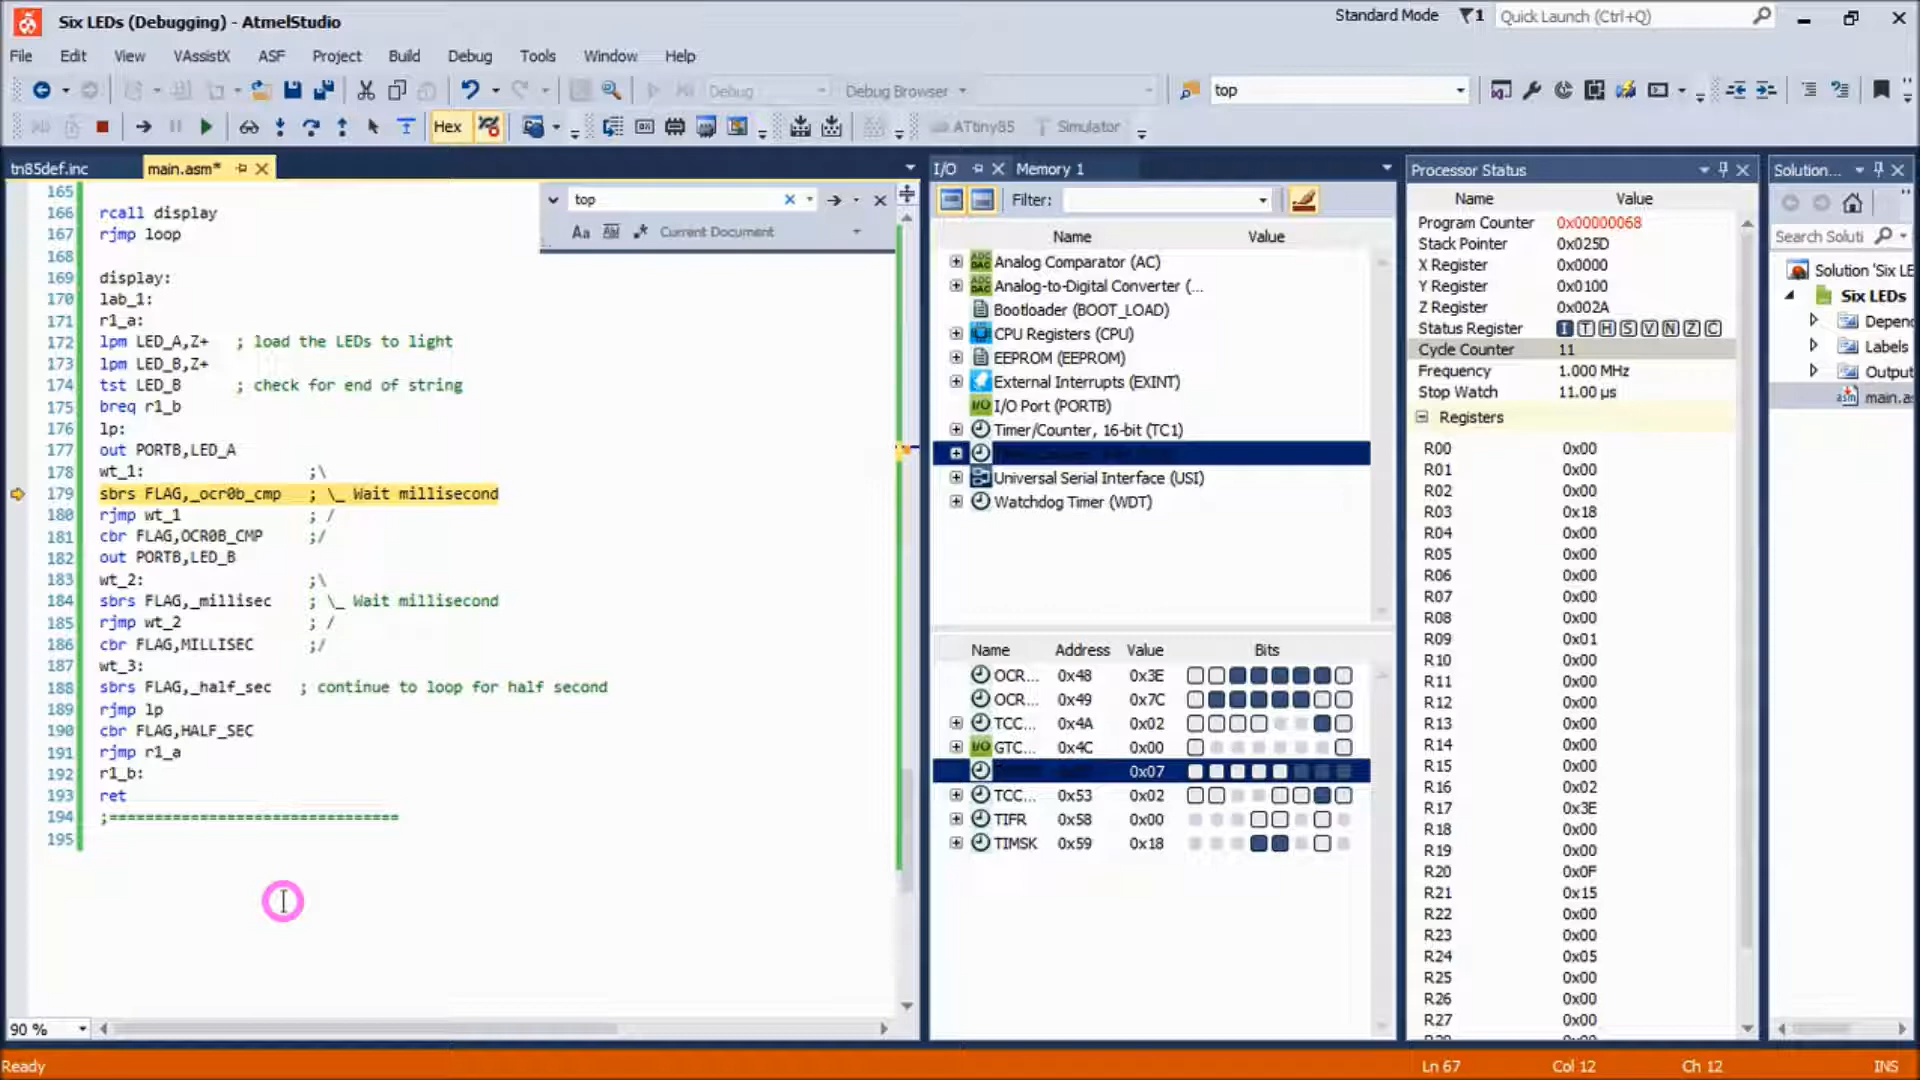 Six LEDs (Debugging) - AtmelStudio
Standard Mode
1
Quick Launch (Ctrl+Q)
File Edit View VAssistX ASF Project Build Debug Tools Window Help
Debug
Debug Browser
top
Hex
ATtiny85
Simulator
tn85def.inc
main.asm*
top
Aa
Current Document
165
166 rcall display
167 rjmp loop
168
169 display:
170 lab_1:
171 r1_a:
172 lpm LED_A,Z+ ; load the LEDs to light
173 lpm LED_B,Z+
174 tst LED_B ; check for end of string
175 breq r1_b
176 lp:
177 out PORTB,LED_A
178 wt_1: ;\
179 sbrs FLAG,_ocr0b_cmp ; \_ Wait millisecond
180 rjmp wt_1 ; /
181 cbr FLAG,OCR0B_CMP ;/
182 out PORTB,LED_B
183 wt_2: ;\
184 sbrs FLAG,_millisec ; \_ Wait millisecond
185 rjmp wt_2 ; /
186 cbr FLAG,MILLISEC ;/
187 wt_3:
188 sbrs FLAG,_half_sec ; continue to loop for half second
189 rjmp lp
190 cbr FLAG,HALF_SEC
191 rjmp r1_a
192 r1_b:
193 ret
194 ;================================
195
90 %
I/O
Memory 1
Filter:
Name Value
Analog Comparator (AC)
Analog-to-Digital Converter (...
Bootloader (BOOT_LOAD)
CPU Registers (CPU)
EEPROM (EEPROM)
External Interrupts (EXINT)
I/O Port (PORTB)
Timer/Counter, 16-bit (TC1)
Universal Serial Interface (USI)
Watchdog Timer (WDT)
Name Address Value Bits
OCR... 0x48 0x3E
OCR... 0x49 0x7C
TCC... 0x4A 0x02
GTC... 0x4C 0x00
0x07
TCC... 0x53 0x02
TIFR 0x58 0x00
TIMSK 0x59 0x18
Processor Status
Name Value
Program Counter 0x00000068
Stack Pointer 0x025D
X Register 0x0000
Y Register 0x0100
Z Register 0x002A
Status Register I T H S V N Z C
Cycle Counter 11
Frequency 1.000 MHz
Stop Watch 11.00 µs
Registers
R00 0x00
R01 0x00
R02 0x00
R03 0x18
R04 0x00
R05 0x00
R06 0x00
R07 0x00
R08 0x00
R09 0x01
R10 0x00
R11 0x00
R12 0x00
R13 0x00
R14 0x00
R15 0x00
R16 0x02
R17 0x3E
R18 0x00
R19 0x00
R20 0x0F
R21 0x15
R22 0x00
R23 0x00
R24 0x05
R25 0x00
R26 0x00
R27 0x00
Solution...
Search Soluti
Solution 'Six LE
Six LEDs
Depen
Labels
Output
main.as
Ready
Ln 67 Col 12 Ch 12 INS